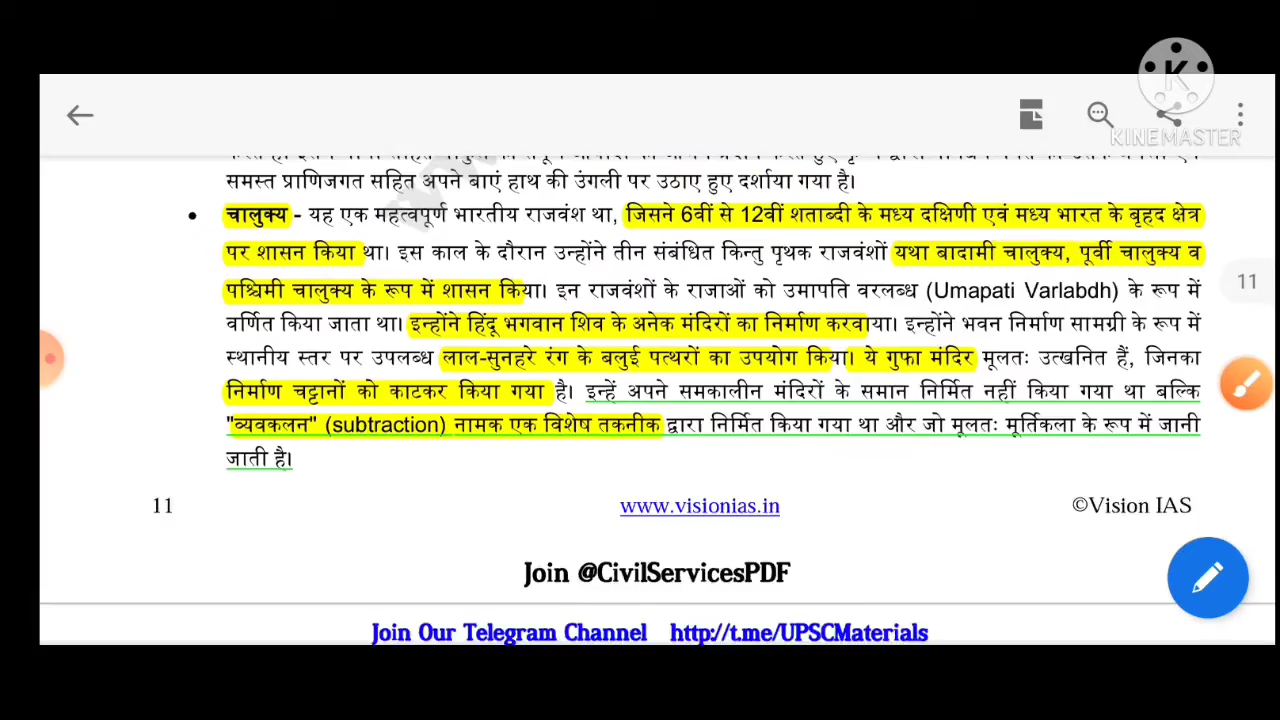 KINEMASTER
समस्त प्राणिजगत सहित अपने बाएं हाथ की उंगली पर उठाए हुए दर्शाया गया है।
• चालुक्य - यह एक महत्वपूर्ण भारतीय राजवंश था, जिसने 6वीं से 12वीं शताब्दी के मध्य दक्षिणी एवं मध्य भारत के बृहद क्षेत्र
पर शासन किया था। इस काल के दौरान उन्होंने तीन संबंधित किन्तु पृथक राजवंशों यथा बादामी चालुक्य, पूर्वी चालुक्य व
पश्चिमी चालुक्य के रूप में शासन किया। इन राजवंशों के राजाओं को उमापति वरलब्ध (Umapati Varlabdh) के रूप में
11
वर्णित किया जाता था। इन्होंने हिंदू भगवान शिव के अनेक मंदिरों का निर्माण करवाया। इन्होंने भवन निर्माण सामग्री के रूप में
स्थानीय स्तर पर उपलब्ध लाल-सुनहरे रंग के बलुई पत्थरों का उपयोग किया। ये गुफा मंदिर मूलतः उत्खनित हैं, जिनका
निर्माण चट्टानों को काटकर किया गया है। इन्हें अपने समकालीन मंदिरों के समान निर्मित नहीं किया गया था बल्कि
"व्यवकलन" (subtraction) नामक एक विशेष तकनीक द्वारा निर्मित किया गया था और जो मूलतः मूर्तिकला के रूप में जानी
जाती है।
11 www.visionias.in ©Vision IAS
Join @CivilServicesPDF
Join Our Telegram Channel http://t.me/UPSCMaterials